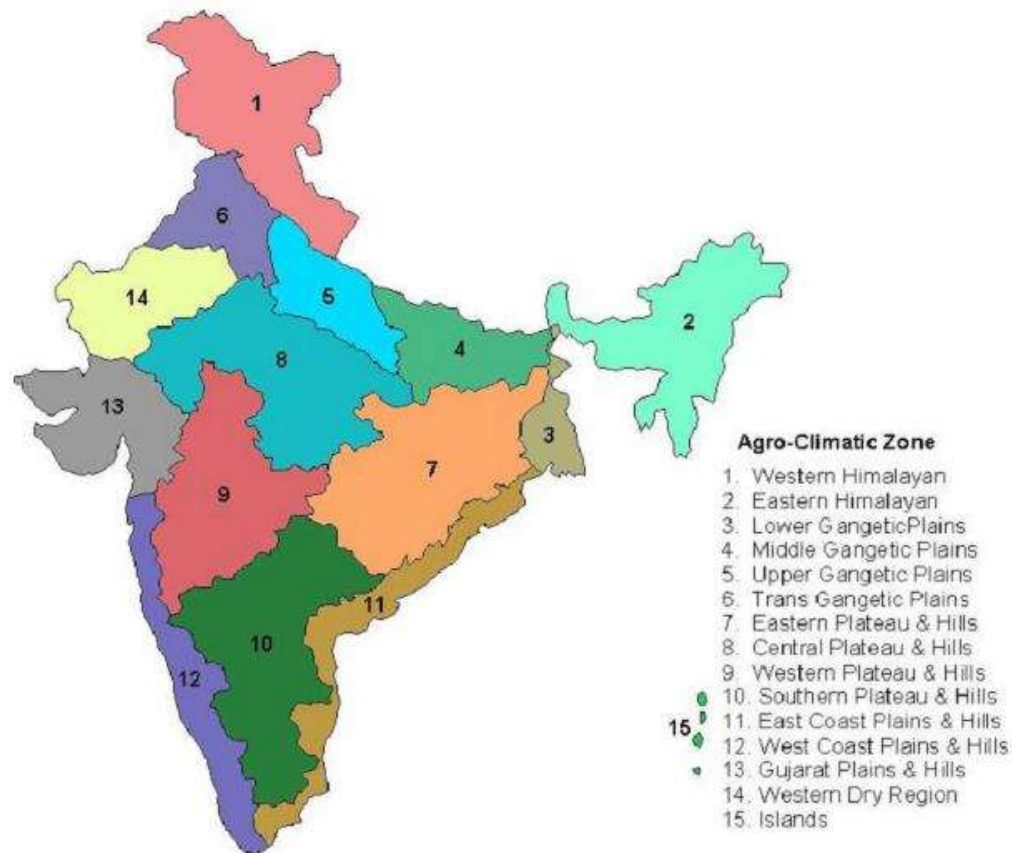 1
6
14
5
2
4
8
13
3
7
9
11
10
12
15
Agro-Climatic Zone
1. Western Himalayan
2. Eastern Himalayan
3. Lower GangeticPlains
4. Middle Gangetic Plains
5. Upper Gangetic Plains
6. Trans Gangetic Plains
7. Eastern Plateau & Hills
8. Central Plateau & Hills
9. Western Plateau & Hills
10. Southern Plateau & Hills
11. East Coast Plains & Hills
12. West Coast Plains & Hills
13. Gujarat Plains & Hills
14. Western Dry Region
15. Islands